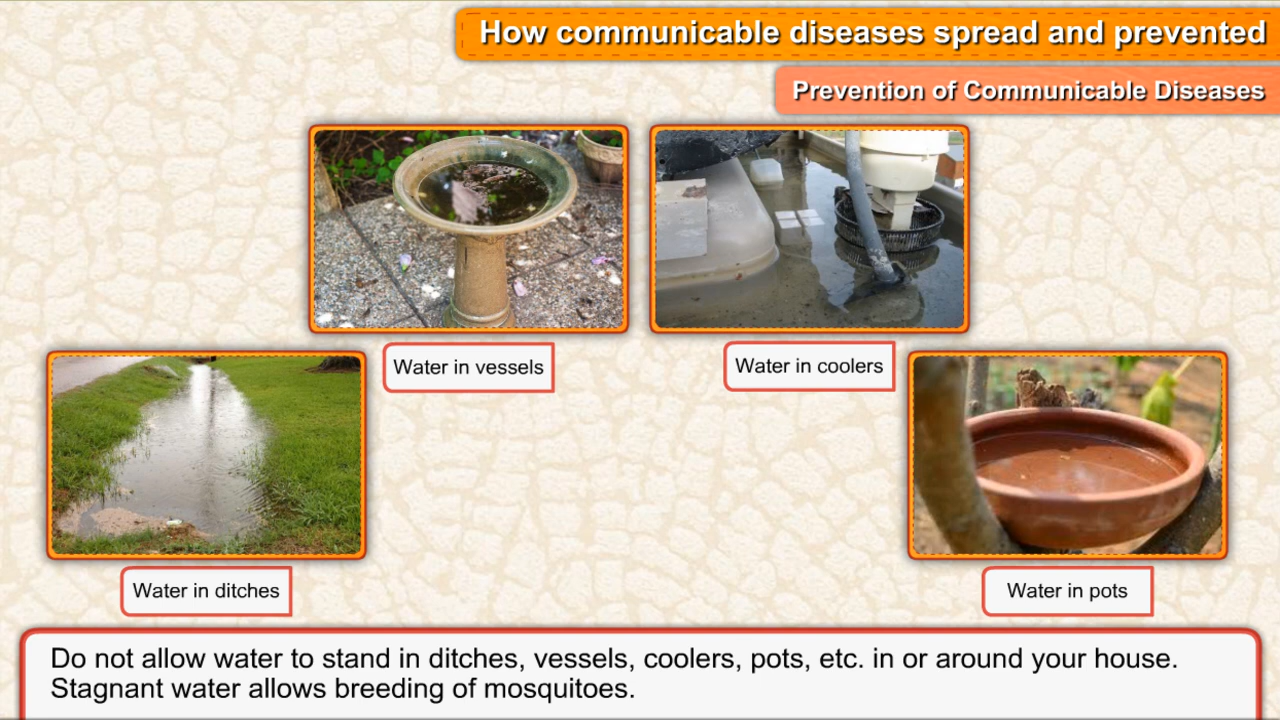 How communicable diseases spread and prevented
Prevention of Communicable Diseases
Water in vessels
Water in coolers
Water in ditches
Water in pots
Do not allow water to stand in ditches, vessels, coolers, pots, etc. in or around your house.
Stagnant water allows breeding of mosquitoes.